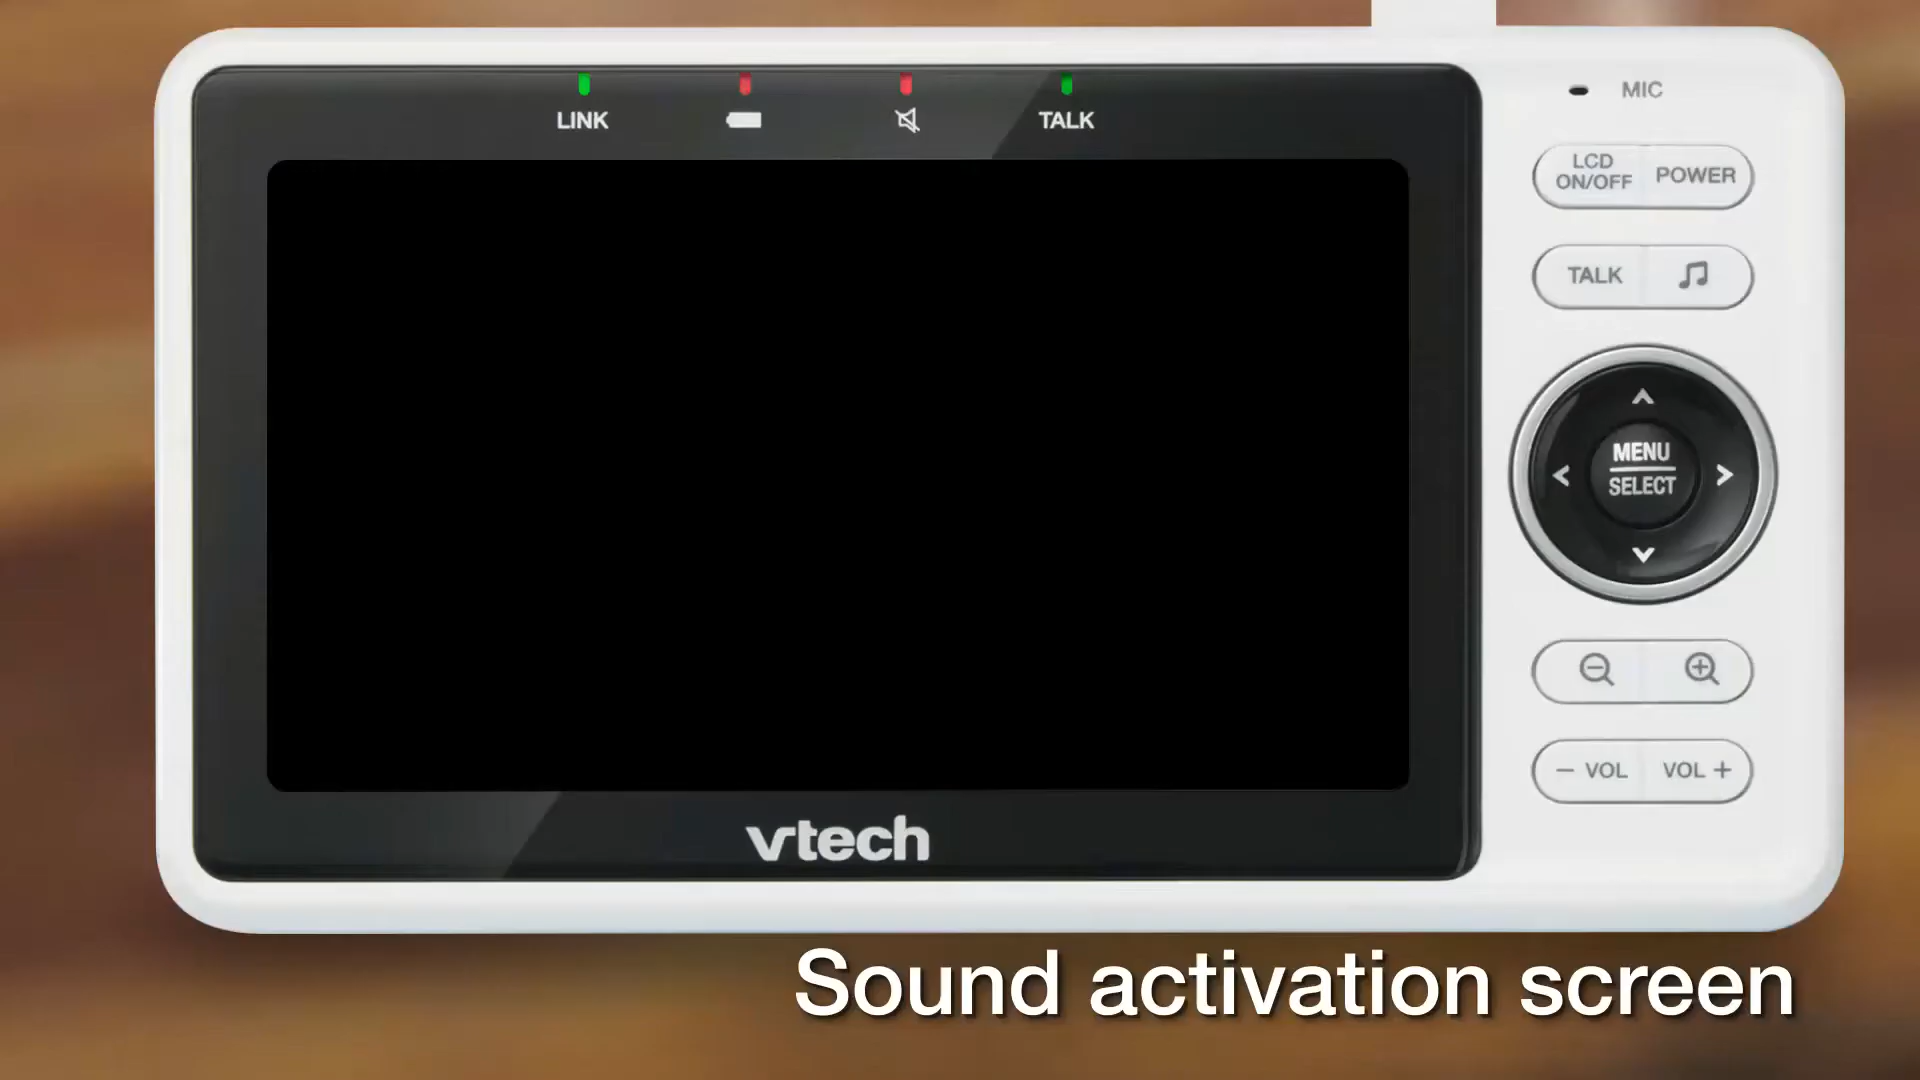 LINK
TALK
MIC
LCD
ON/OFF
POWER
TALK
MENU
SELECT
− VOL
VOL +
vtech
Sound activation screen